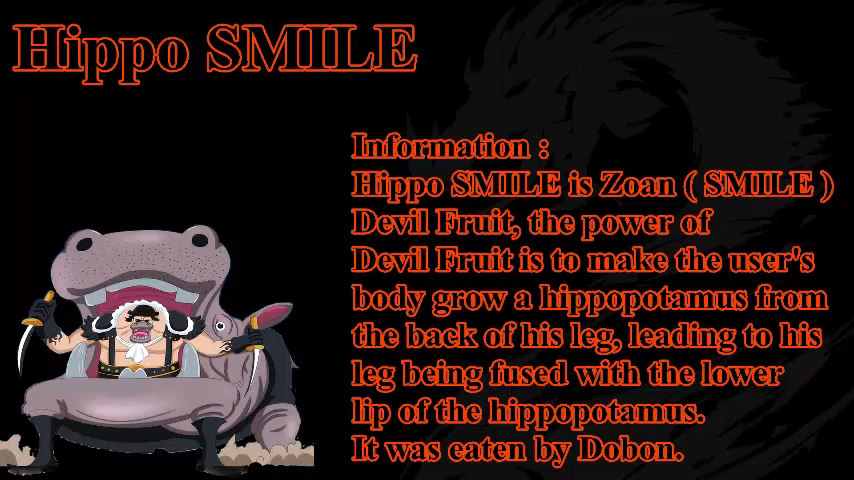 Hippo SMILE
Information :
Hippo SMILE is Zoan ( SMILE )
Devil Fruit, the power of
Devil Fruit is to make the user's
body grow a hippopotamus from
the back of his leg, leading to his
leg being fused with the lower
lip of the hippopotamus.
It was eaten by Dobon.